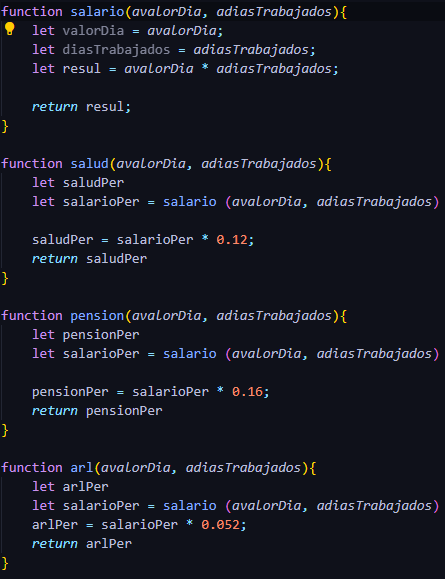 function salario(avalorDia, adiasTrabajados){
    let valorDia = avalorDia;
    let diasTrabajados = adiasTrabajados;
    let resul = avalorDia * adiasTrabajados;

    return resul;
}

function salud(avalorDia, adiasTrabajados){
    let saludPer
    let salarioPer = salario (avalorDia, adiasTrabajados)

    saludPer = salarioPer * 0.12;
    return saludPer
}

function pension(avalorDia, adiasTrabajados){
    let pensionPer
    let salarioPer = salario (avalorDia, adiasTrabajados)

    pensionPer = salarioPer * 0.16;
    return pensionPer
}

function arl(avalorDia, adiasTrabajados){
    let arlPer
    let salarioPer = salario (avalorDia, adiasTrabajados)
    arlPer = salarioPer * 0.052;
    return arlPer
}